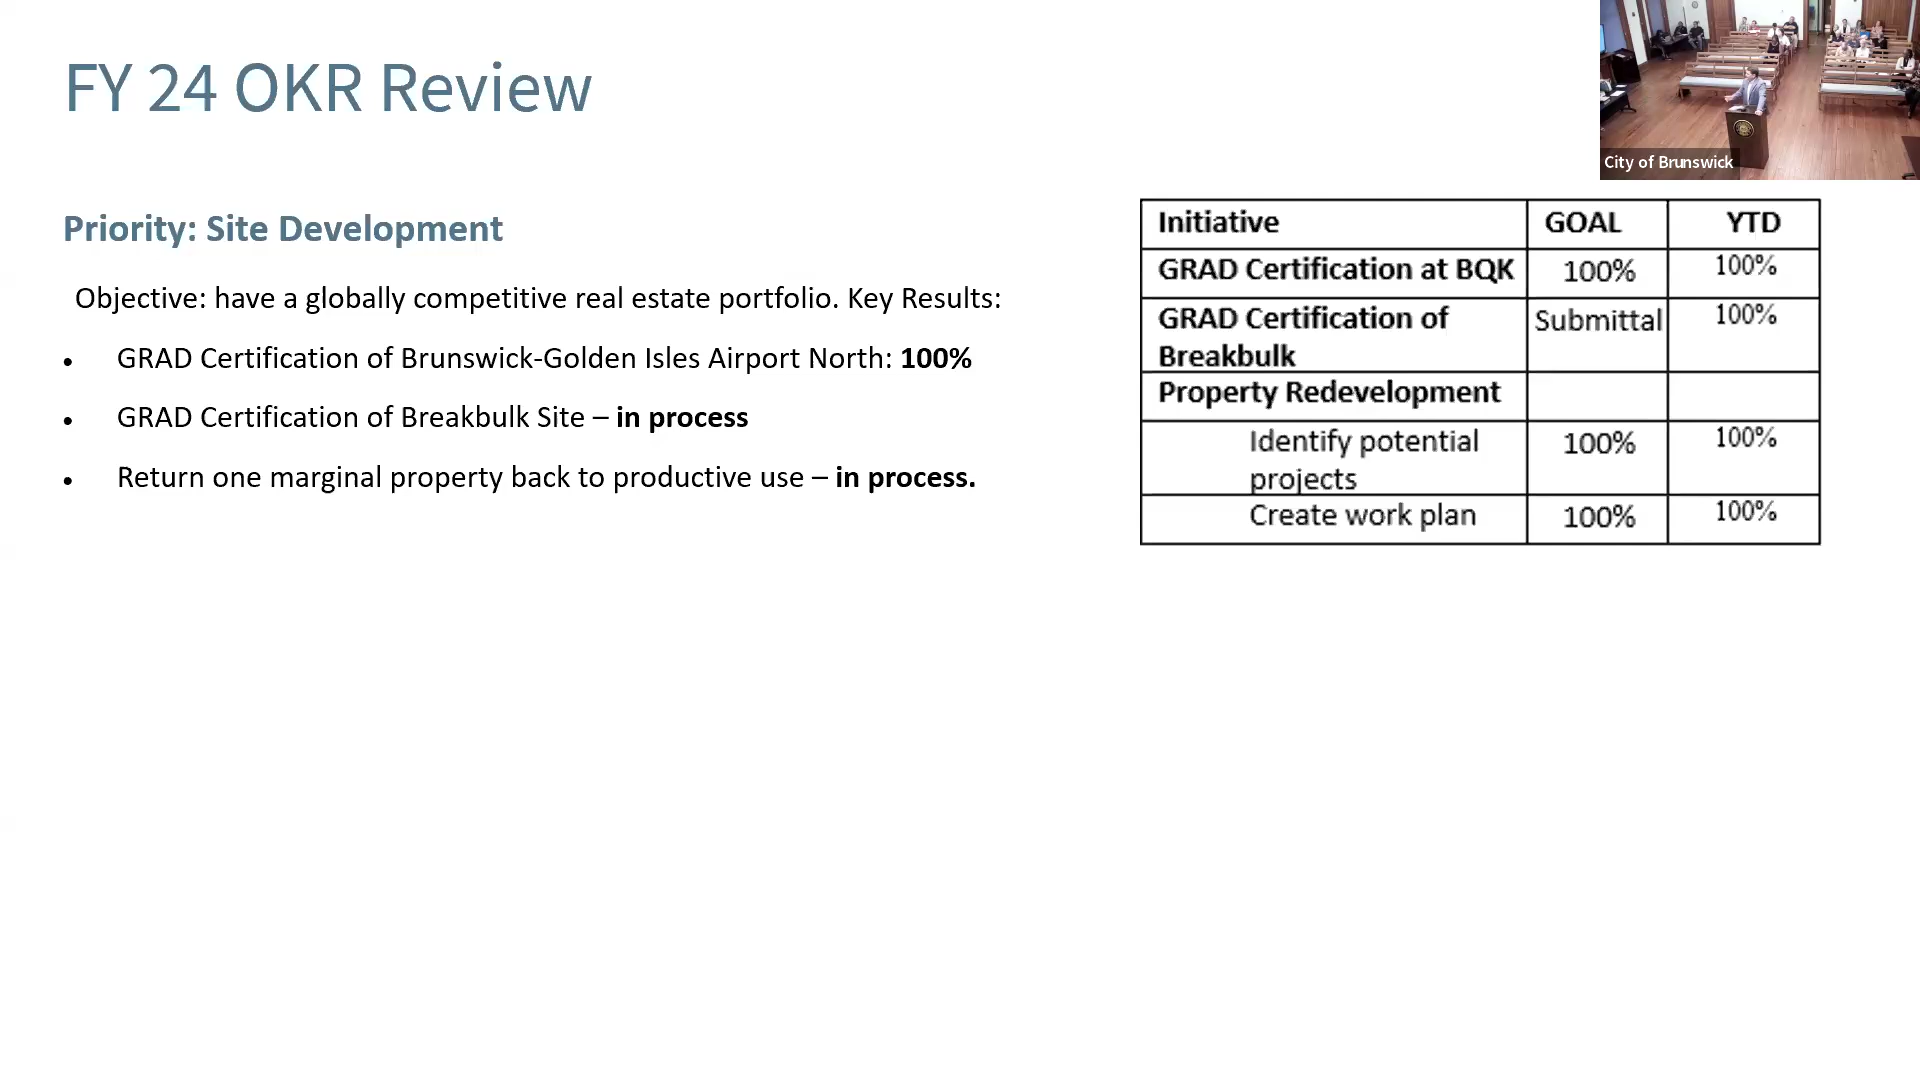 FY 24 OKR Review
City of Brunswick
Priority: Site Development
Objective: have a globally competitive real estate portfolio. Key Results:
• GRAD Certification of Brunswick-Golden Isles Airport North: 100%
• GRAD Certification of Breakbulk Site – in process
• Return one marginal property back to productive use – in process.
Initiative GOAL YTD
GRAD Certification at BQK 100% 100%
GRAD Certification of Submittal 100%
Breakbulk
Property Redevelopment
Identify potential 100% 100%
projects
Create work plan 100% 100%